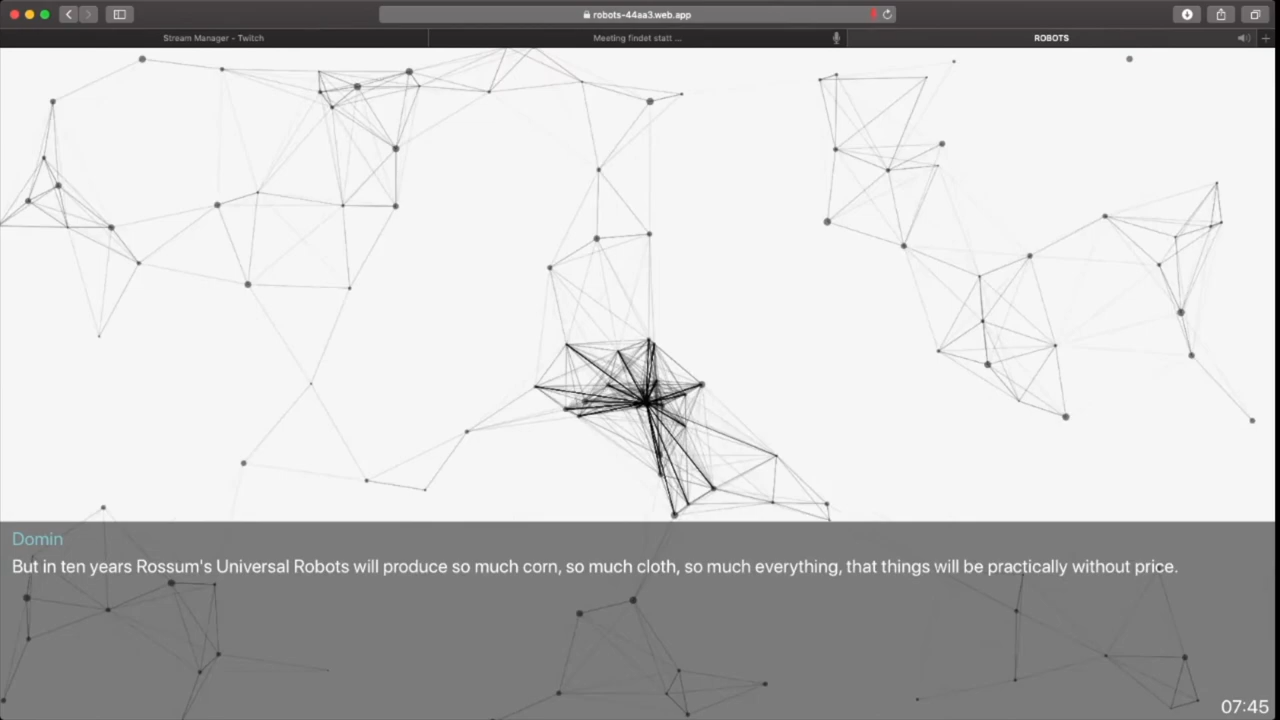 robots-44aa3.web.app
Stream Manager - Twitch
Meeting findet statt ...
ROBOTS
Domin
But in ten years Rossum's Universal Robots will produce so much corn, so much cloth, so much everything, that things will be practically without price.
07:45